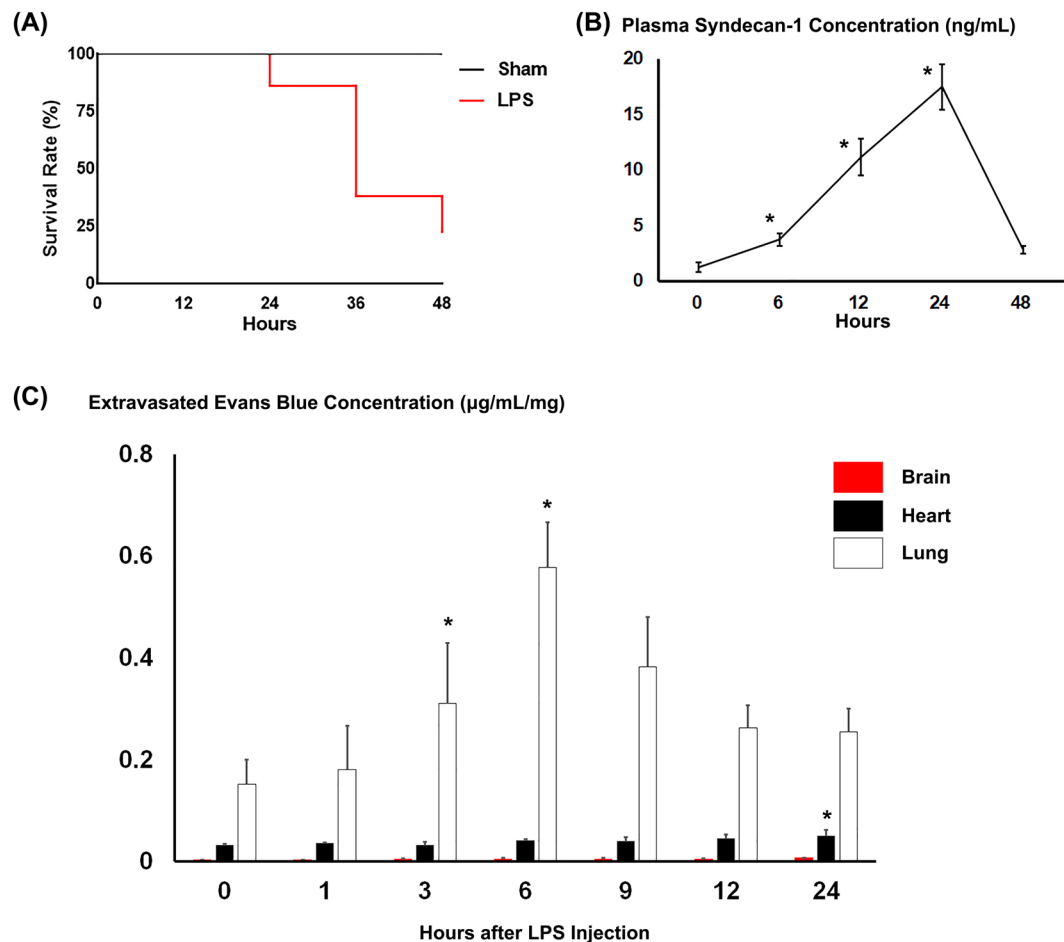 (A)
100
75
50
25
0
Survival Rate (%)
0 12 24 36 48
Hours
Sham
LPS
(B) Plasma Syndecan-1 Concentration (ng/mL)
20
15
10
5
0
*
*
*
0 6 12 24 48
Hours
(C) Extravasated Evans Blue Concentration (µg/mL/mg)
0.8
0.6
0.4
0.2
0
*
*
*
Brain
Heart
Lung
0 1 3 6 9 12 24
Hours after LPS Injection